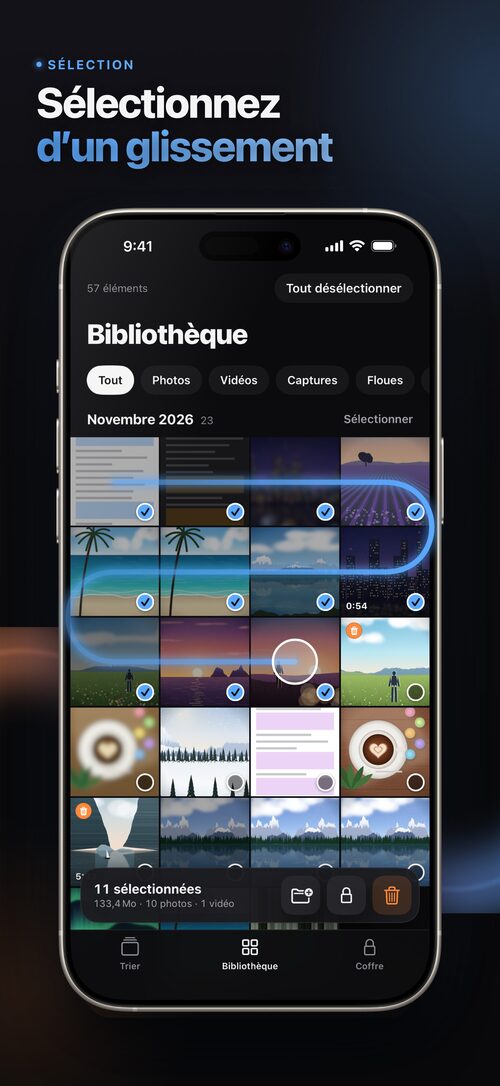 SÉLECTION
Sélectionnez
d’un glissement
9:41
57 éléments
Tout désélectionner
Bibliothèque
Tout
Photos
Vidéos
Captures
Floues
Novembre 2026 23
Sélectionner
0:54
11 sélectionnées
133,4 Mo · 10 photos · 1 vidéo
Trier
Bibliothèque
Coffre